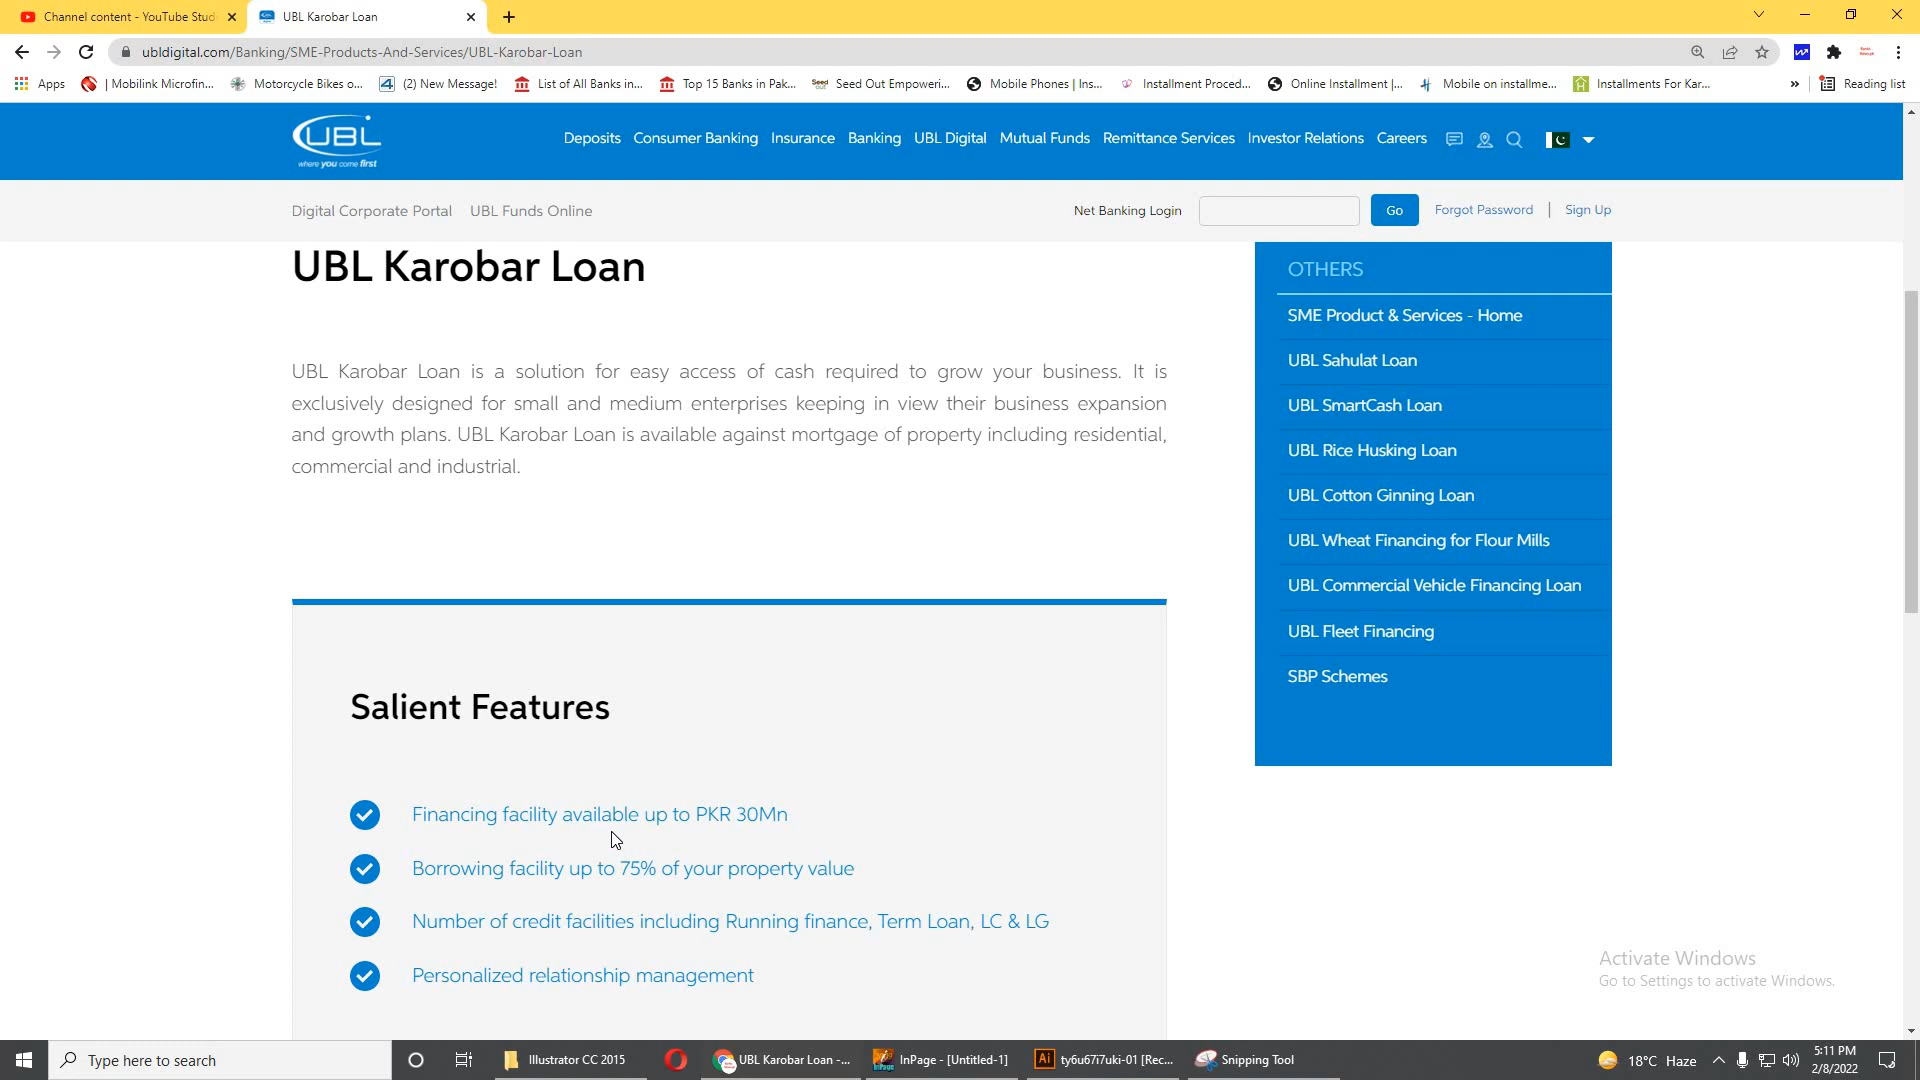 Channel content - YouTube Stud
UBL Karobar Loan
ubldigital.com/Banking/SME-Products-And-Services/UBL-Karobar-Loan
Apps
| Mobilink Microfin...
Motorcycle Bikes o...
(2) New Message!
List of All Banks in...
Top 15 Banks in Pak...
Seed Out Empoweri...
Mobile Phones | Ins...
Installment Proced...
Online Installment |...
Mobile on installme...
Installments For Kar...
»
Reading list
UBL
where you come first
Deposits Consumer Banking Insurance Banking UBL Digital Mutual Funds Remittance Services Investor Relations Careers
Digital Corporate Portal UBL Funds Online
Net Banking Login
Go
Forgot Password | Sign Up
UBL Karobar Loan
UBL Karobar Loan is a solution for easy access of cash required to grow your business. It is
exclusively designed for small and medium enterprises keeping in view their business expansion
and growth plans. UBL Karobar Loan is available against mortgage of property including residential,
commercial and industrial.
Salient Features
Financing facility available up to PKR 30Mn
Borrowing facility up to 75% of your property value
Number of credit facilities including Running finance, Term Loan, LC & LG
Personalized relationship management
OTHERS
SME Product & Services - Home
UBL Sahulat Loan
UBL SmartCash Loan
UBL Rice Husking Loan
UBL Cotton Ginning Loan
UBL Wheat Financing for Flour Mills
UBL Commercial Vehicle Financing Loan
UBL Fleet Financing
SBP Schemes
Activate Windows
Go to Settings to activate Windows.
Type here to search
Illustrator CC 2015
UBL Karobar Loan -...
InPage - [Untitled-1]
Ai
ty6u67i7uki-01 [Rec...
Snipping Tool
18°C Haze
5:11 PM
2/8/2022